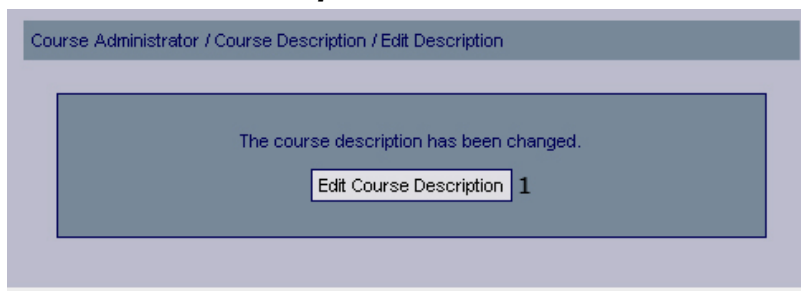 Course Administrator / Course Description / Edit Description
The course description has been changed.
Edit Course Description 1